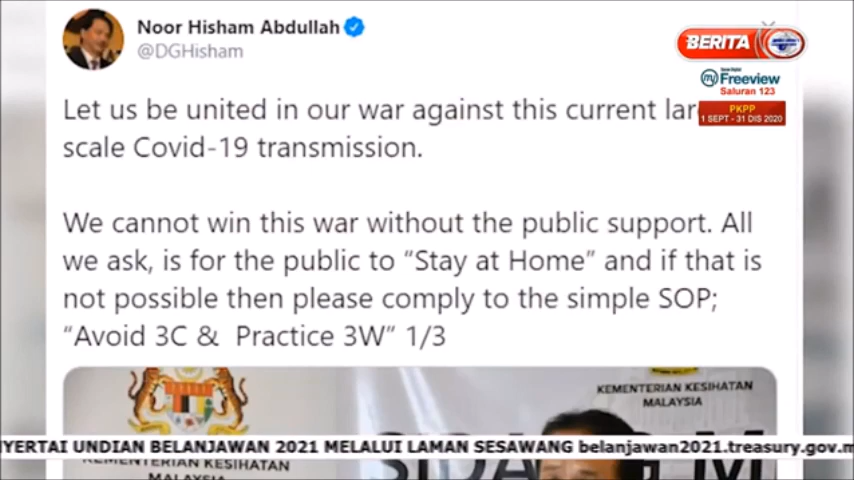 Noor Hisham Abdullah
@DGHisham
BERITA
Freeview
Saluran 123
PKPP
1 SEPT - 31 DIS 2020
Let us be united in our war against this current
scale Covid-19 transmission.
We cannot win this war without the public support. All
we ask, is for the public to “Stay at Home” and if that is
not possible then please comply to the simple SOP;
“Avoid 3C & Practice 3W” 1/3
KEMENTERIAN KESIHATAN
MALAYSIA
UNDIAN BELANJAWAN 2021 MELALUI LAMAN SESAWANG belanjawan2021.treasury.gov.m
KEMENTERIAN KESIHATAN
MALAYSIA